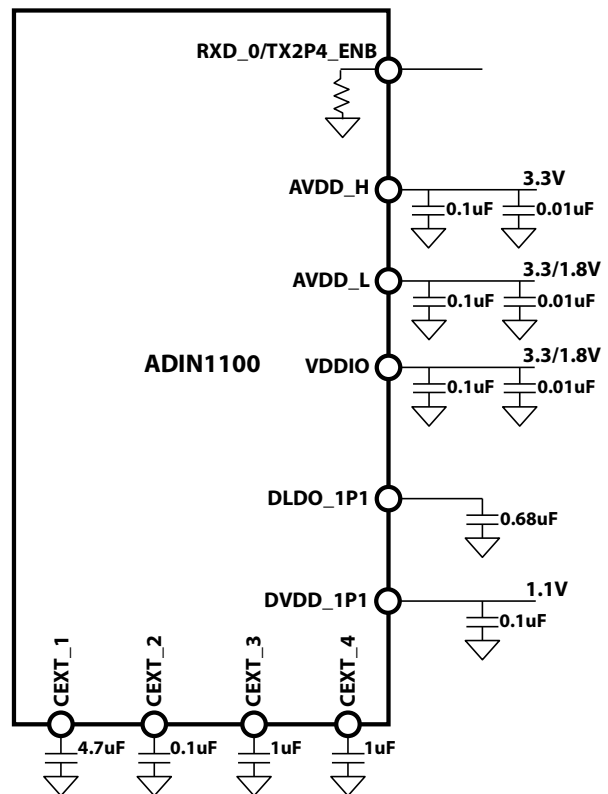 RXD_0/TX2P4_ENB
AVDD_H
3.3V
0.1uF
0.01uF
AVDD_L
3.3/1.8V
0.1uF
0.01uF
ADIN1100
VDDIO
3.3/1.8V
0.1uF
0.01uF
DLDO_1P1
0.68uF
DVDD_1P1
1.1V
0.1uF
CEXT_1
CEXT_2
CEXT_3
CEXT_4
4.7uF
0.1uF
1uF
1uF